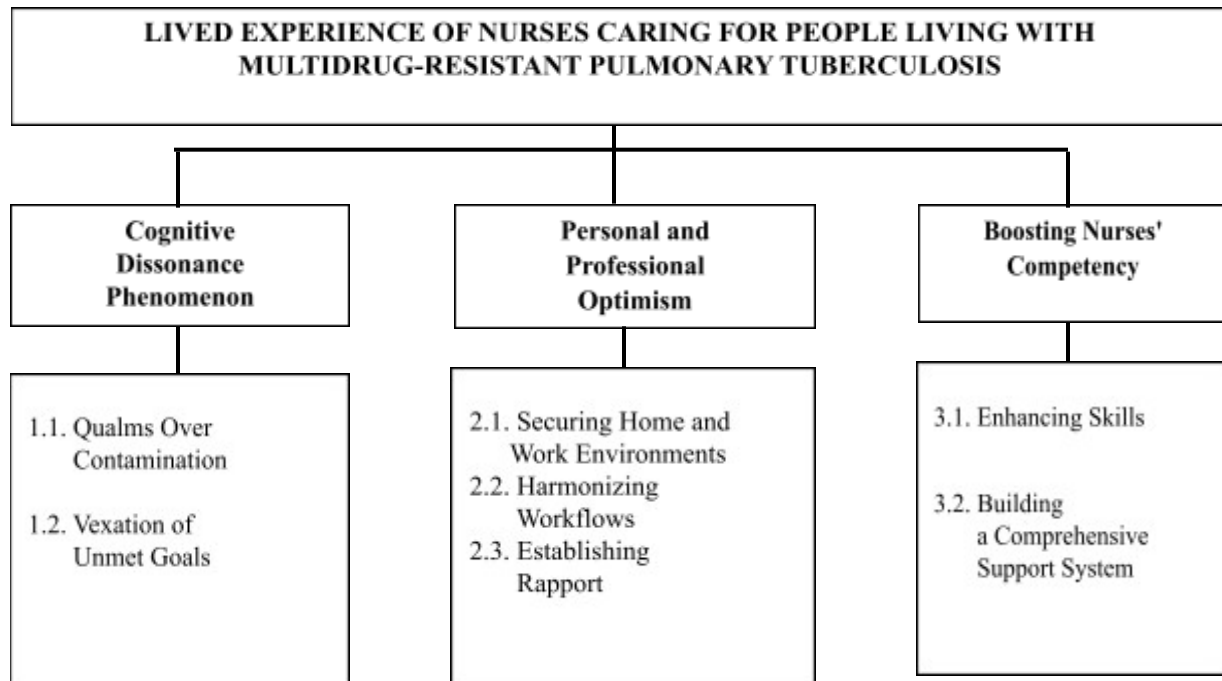 LIVED EXPERIENCE OF NURSES CARING FOR PEOPLE LIVING WITH
MULTIDRUG-RESISTANT PULMONARY TUBERCULOSIS
Cognitive
Dissonance
Phenomenon
Personal and
Professional
Optimism
Boosting Nurses'
Competency
1.1. Qualms Over
Contamination
1.2. Vexation of
Unmet Goals
2.1. Securing Home and
Work Environments
2.2. Harmonizing
Workflows
2.3. Establishing
Rapport
3.1. Enhancing Skills
3.2. Building
a Comprehensive
Support System